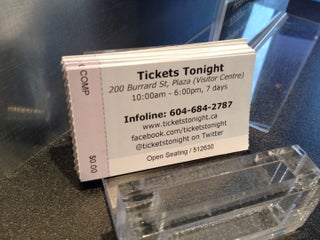 Tickets Tonight
200 Burrard St, Plaza (Visitor Centre)
10:00am - 6:00pm, 7 days
Infoline: 604-684-2787
www.ticketstonight.ca
facebook.com/ticketstonight
@ticketstonight on Twitter
Open Seating / 512630
COMP
$0.00